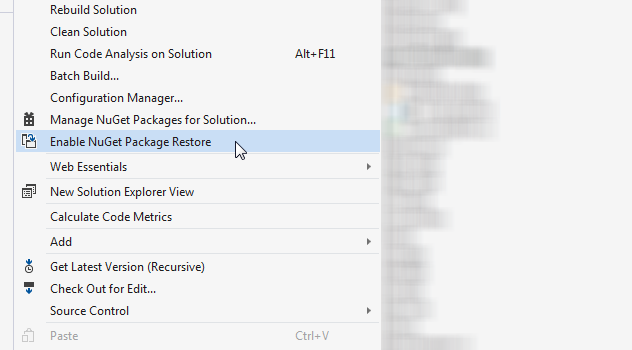 Rebuild Solution
Clean Solution
Run Code Analysis on Solution Alt+F11
Batch Build...
Configuration Manager...
Manage NuGet Packages for Solution...
Enable NuGet Package Restore
Web Essentials
New Solution Explorer View
Calculate Code Metrics
Add
Get Latest Version (Recursive)
Check Out for Edit...
Source Control
Paste Ctrl+V